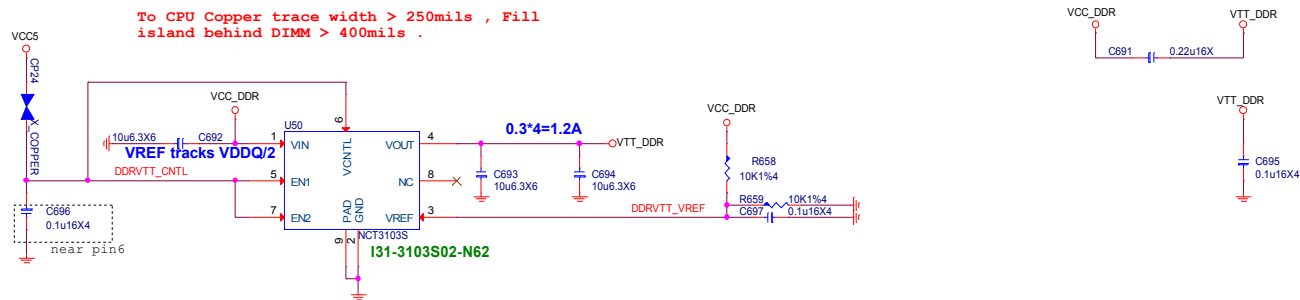 To CPU Copper trace width > 250mils , Fill
island behind DIMM > 400mils .
VCC5
CP24
X_COPPER
VCC_DDR
10u6.3X6
C692
VREF tracks VDDQ/2
DDRVTT_CNTL
C696
0.1u16X4
near pin6
U50
6
1
VIN
VCNTL
VOUT
4
5
EN1
NC
8
7
EN2
PAD
GND
VREF
3
9
2
NCT3103S
I31-3103S02-N62
0.3*4=1.2A
VTT_DDR
C693
10u6.3X6
C694
10u6.3X6
DDRVTT_VREF
VCC_DDR
R658
10K1%4
R659
10K1%4
C697
0.1u16X4
VCC_DDR
VTT_DDR
C691
0.22u16X
VTT_DDR
C695
0.1u16X4